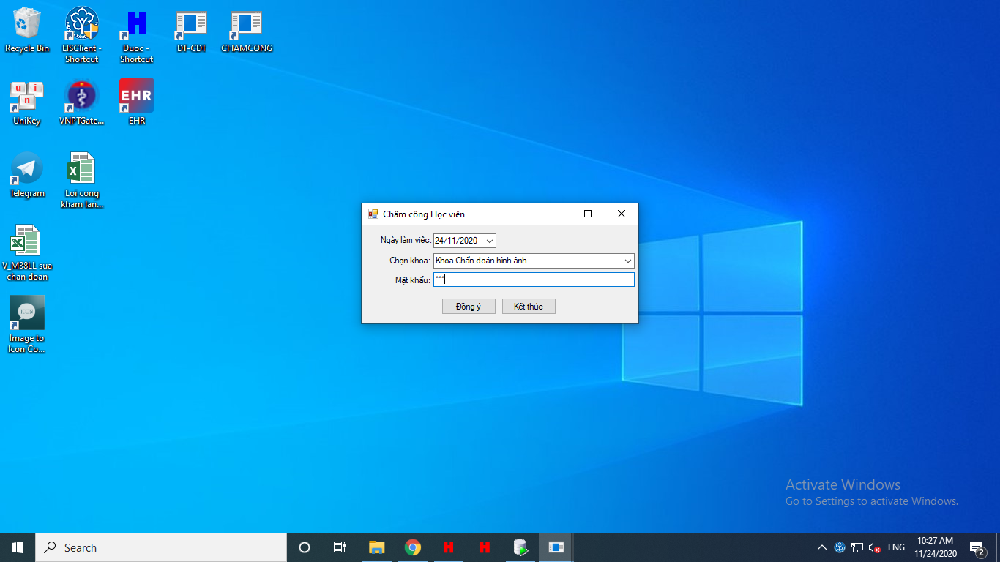 Recycle Bin
EISClient -
Shortcut
H
Duoc -
Shortcut
DT-CDT
CHAMCONG
u
i
n
UniKey
VNPTGate...
EHR
EHR
Telegram
X
Loi cong
kham lan...
X
V_M38LL sua
chan doan
ICON
Image to
Icon Co...
Chấm công Học viên
Ngày làm việc: 24/11/2020
Chọn khoa: Khoa Chẩn đoán hình ảnh
Mật khẩu: ***
Đồng ý
Kết thúc
Activate Windows
Go to Settings to activate Windows.
Search
H
H
ENG
10:27 AM
11/24/2020
2